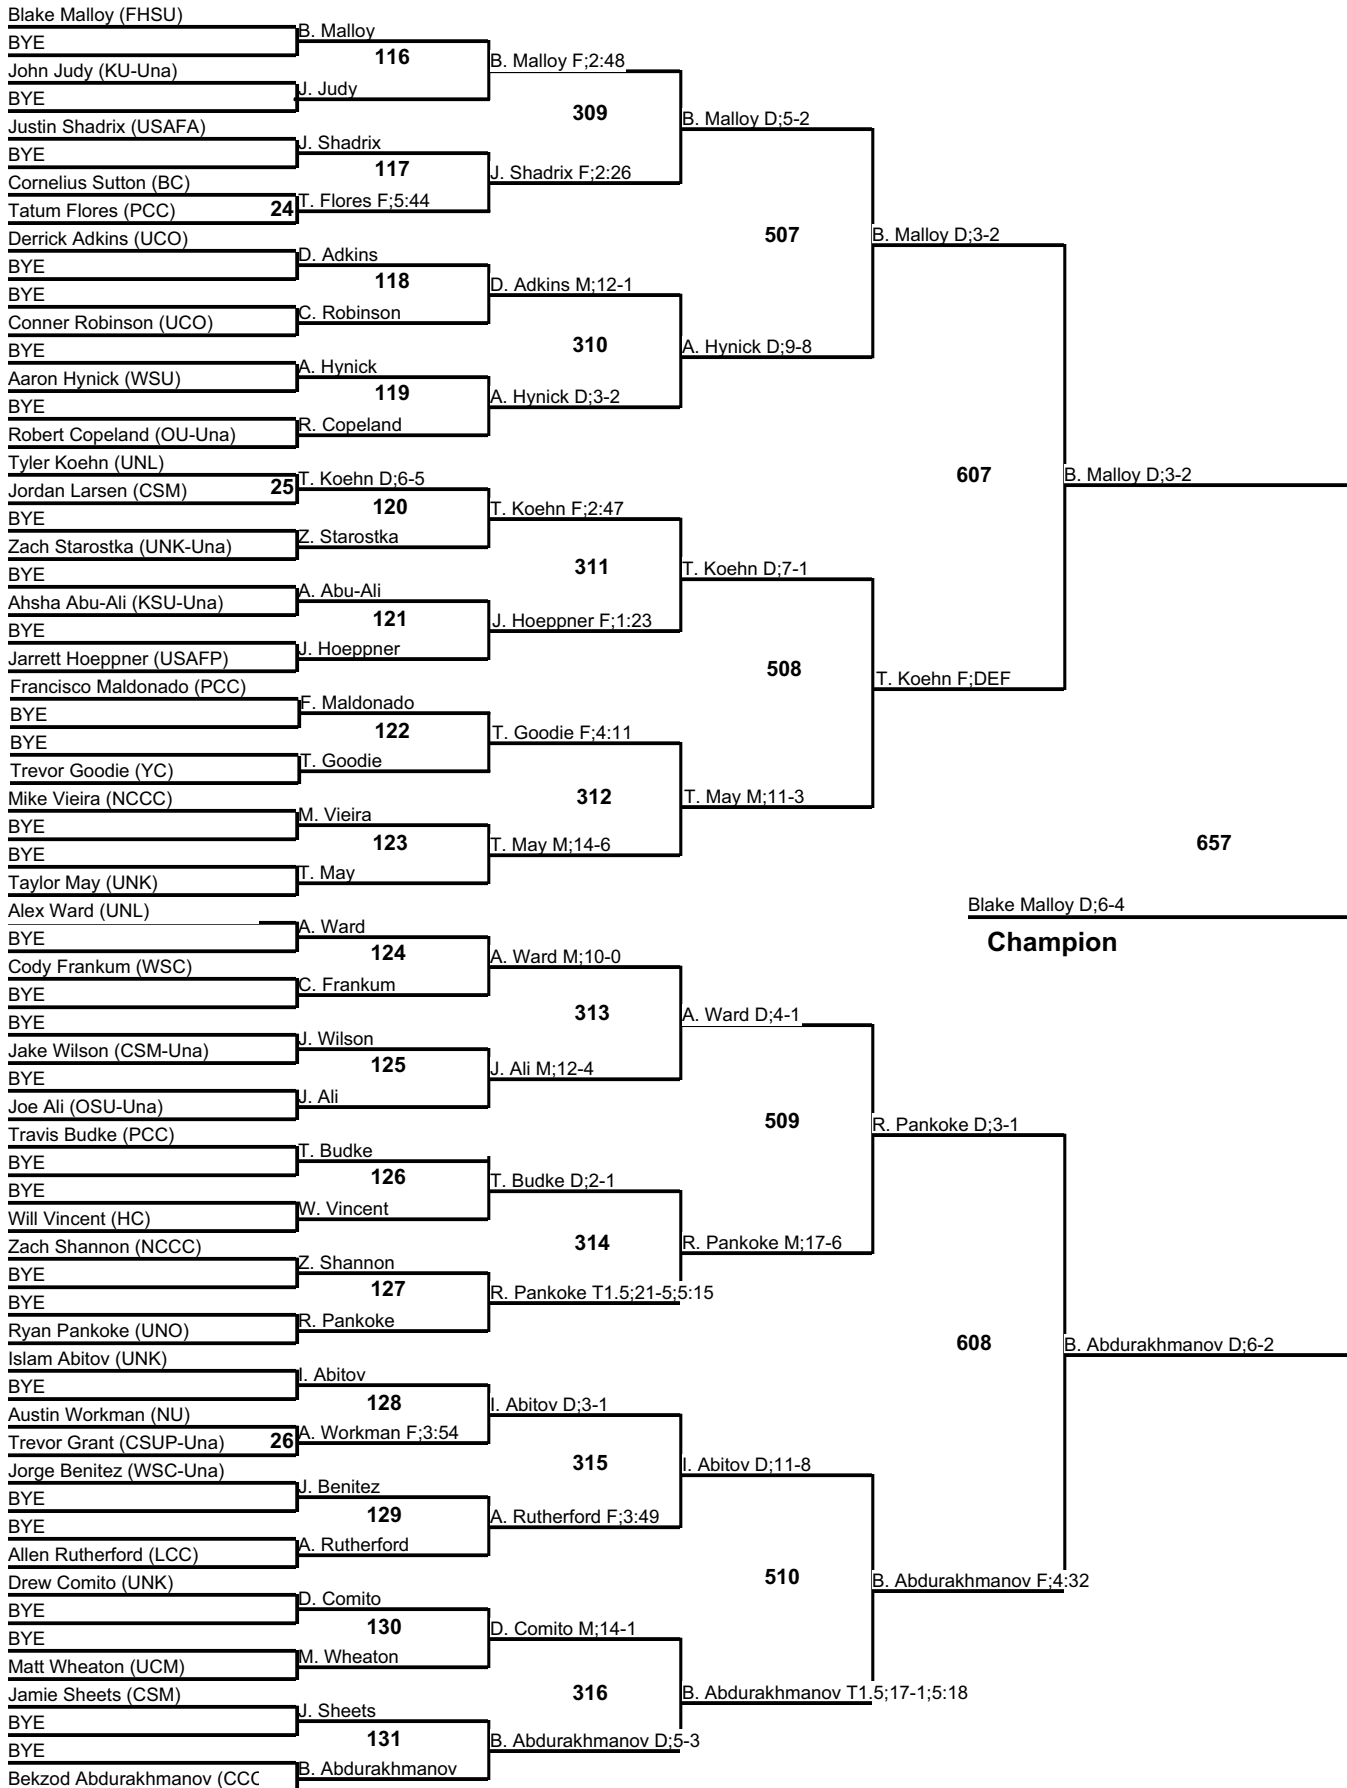 Blake Malloy (FHSU)
BYE
John Judy (KU-Una)
BYE
Justin Shadrix (USAFA)
BYE
Cornelius Sutton (BC)
Tatum Flores (PCC) 24
Derrick Adkins (UCO)
BYE
BYE
Conner Robinson (UCO)
BYE
Aaron Hynick (WSU)
BYE
Robert Copeland (OU-Una)
Tyler Koehn (UNL)
Jordan Larsen (CSM) 25
BYE
Zach Starostka (UNK-Una)
BYE
Ahsha Abu-Ali (KSU-Una)
BYE
Jarrett Hoeppner (USAFP)
Francisco Maldonado (PCC)
BYE
BYE
Trevor Goodie (YC)
Mike Vieira (NCCC)
BYE
BYE
Taylor May (UNK)
Alex Ward (UNL)
BYE
Cody Frankum (WSC)
BYE
BYE
Jake Wilson (CSM-Una)
BYE
Joe Ali (OSU-Una)
Travis Budke (PCC)
BYE
BYE
Will Vincent (HC)
Zach Shannon (NCCC)
BYE
BYE
Ryan Pankoke (UNO)
Islam Abitov (UNK)
BYE
Austin Workman (NU)
Trevor Grant (CSUP-Una) 26
Jorge Benitez (WSC-Una)
BYE
BYE
Allen Rutherford (LCC)
Drew Comito (UNK)
BYE
BYE
Matt Wheaton (UCM)
Jamie Sheets (CSM)
BYE
BYE
Bekzod Abdurakhmanov (CCC
B. Malloy
116
J. Judy
J. Shadrix
117
T. Flores F;5:44
D. Adkins
118
C. Robinson
A. Hynick
119
R. Copeland
T. Koehn D;6-5
120
Z. Starostka
A. Abu-Ali
121
J. Hoeppner
F. Maldonado
122
T. Goodie
M. Vieira
123
T. May
A. Ward
124
C. Frankum
J. Wilson
125
J. Ali
T. Budke
126
W. Vincent
Z. Shannon
127
R. Pankoke
I. Abitov
128
A. Workman F;3:54
J. Benitez
129
A. Rutherford
D. Comito
130
M. Wheaton
J. Sheets
131
B. Abdurakhmanov
B. Malloy F;2:48
309
J. Shadrix F;2:26
D. Adkins M;12-1
310
A. Hynick D;3-2
T. Koehn F;2:47
311
J. Hoeppner F;1:23
T. Goodie F;4:11
312
T. May M;14-6
A. Ward M;10-0
313
J. Ali M;12-4
T. Budke D;2-1
314
R. Pankoke T1.5;21-5;5:15
I. Abitov D;3-1
315
A. Rutherford F;3:49
D. Comito M;14-1
316
B. Abdurakhmanov D;5-3
B. Malloy D;5-2
507
A. Hynick D;9-8
T. Koehn D;7-1
508
T. May M;11-3
A. Ward D;4-1
509
R. Pankoke M;17-6
I. Abitov D;11-8
510
B. Abdurakhmanov T1.5;17-1;5:18
B. Malloy D;3-2
607
T. Koehn F;DEF
R. Pankoke D;3-1
608
B. Abdurakhmanov F;4:32
B. Malloy D;3-2
657
B. Abdurakhmanov D;6-2
Blake Malloy D;6-4
Champion